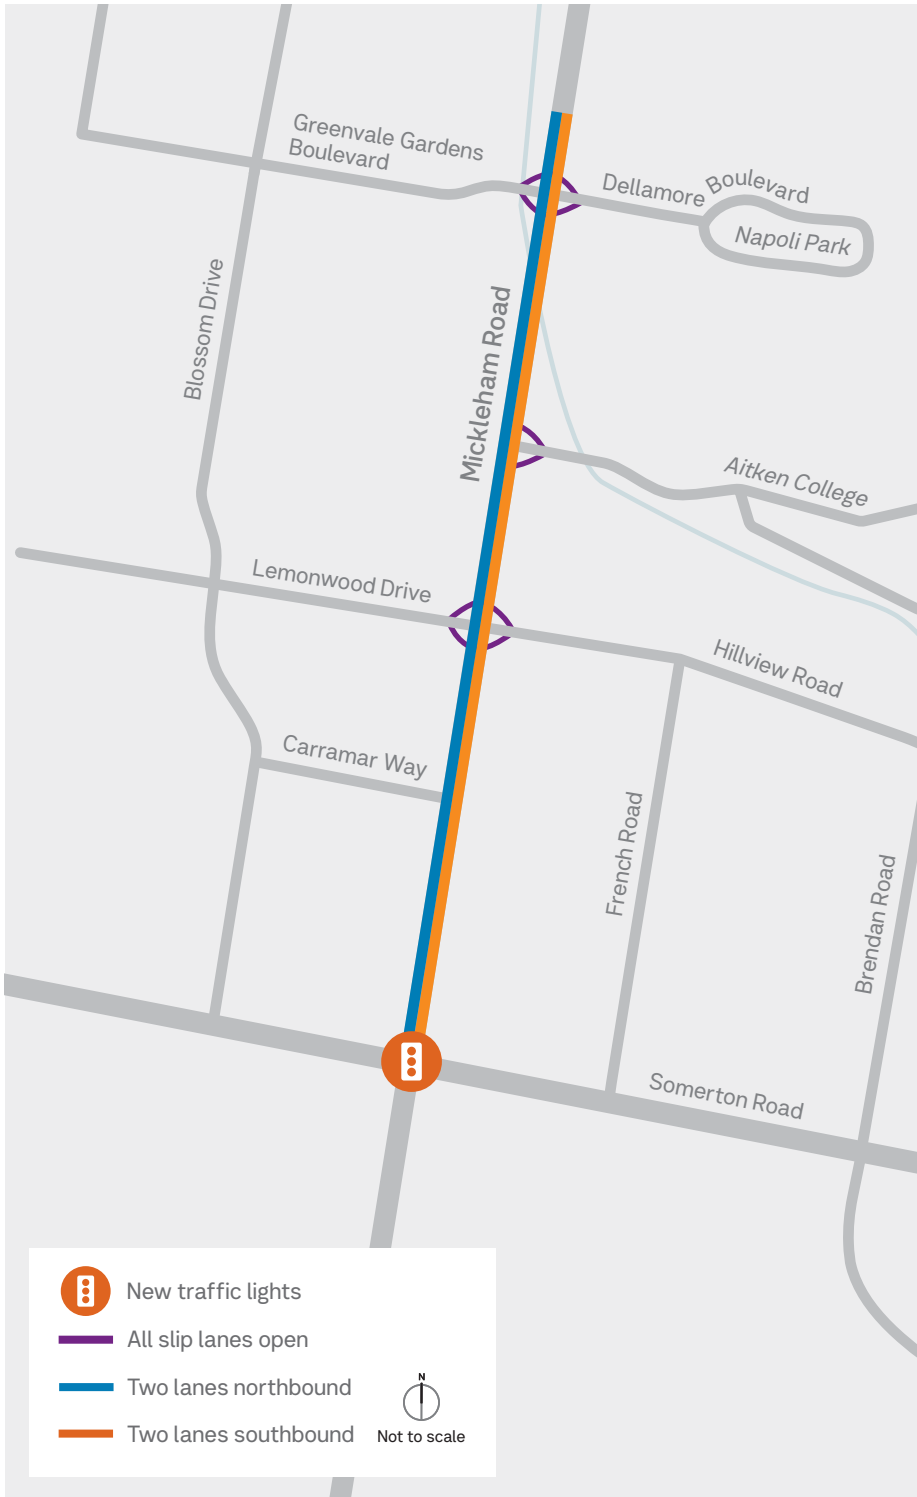 Greenvale Gardens
Boulevard
Dellamore Boulevard
Napoli Park
Blossom Drive
Mickleham Road
Aitken College
Lemonwood Drive
Hillview Road
Carramar Way
French Road
Brendan Road
Somerton Road
New traffic lights
All slip lanes open
Two lanes northbound
Two lanes southbound
N
Not to scale